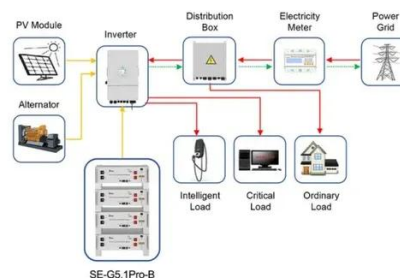 PV Module
Inverter
Distribution
Box
Electricity
Meter
Power
Grid
Alternator
Intelligent
Load
Critical
Load
Ordinary
Load
SE-G5.1Pro-B